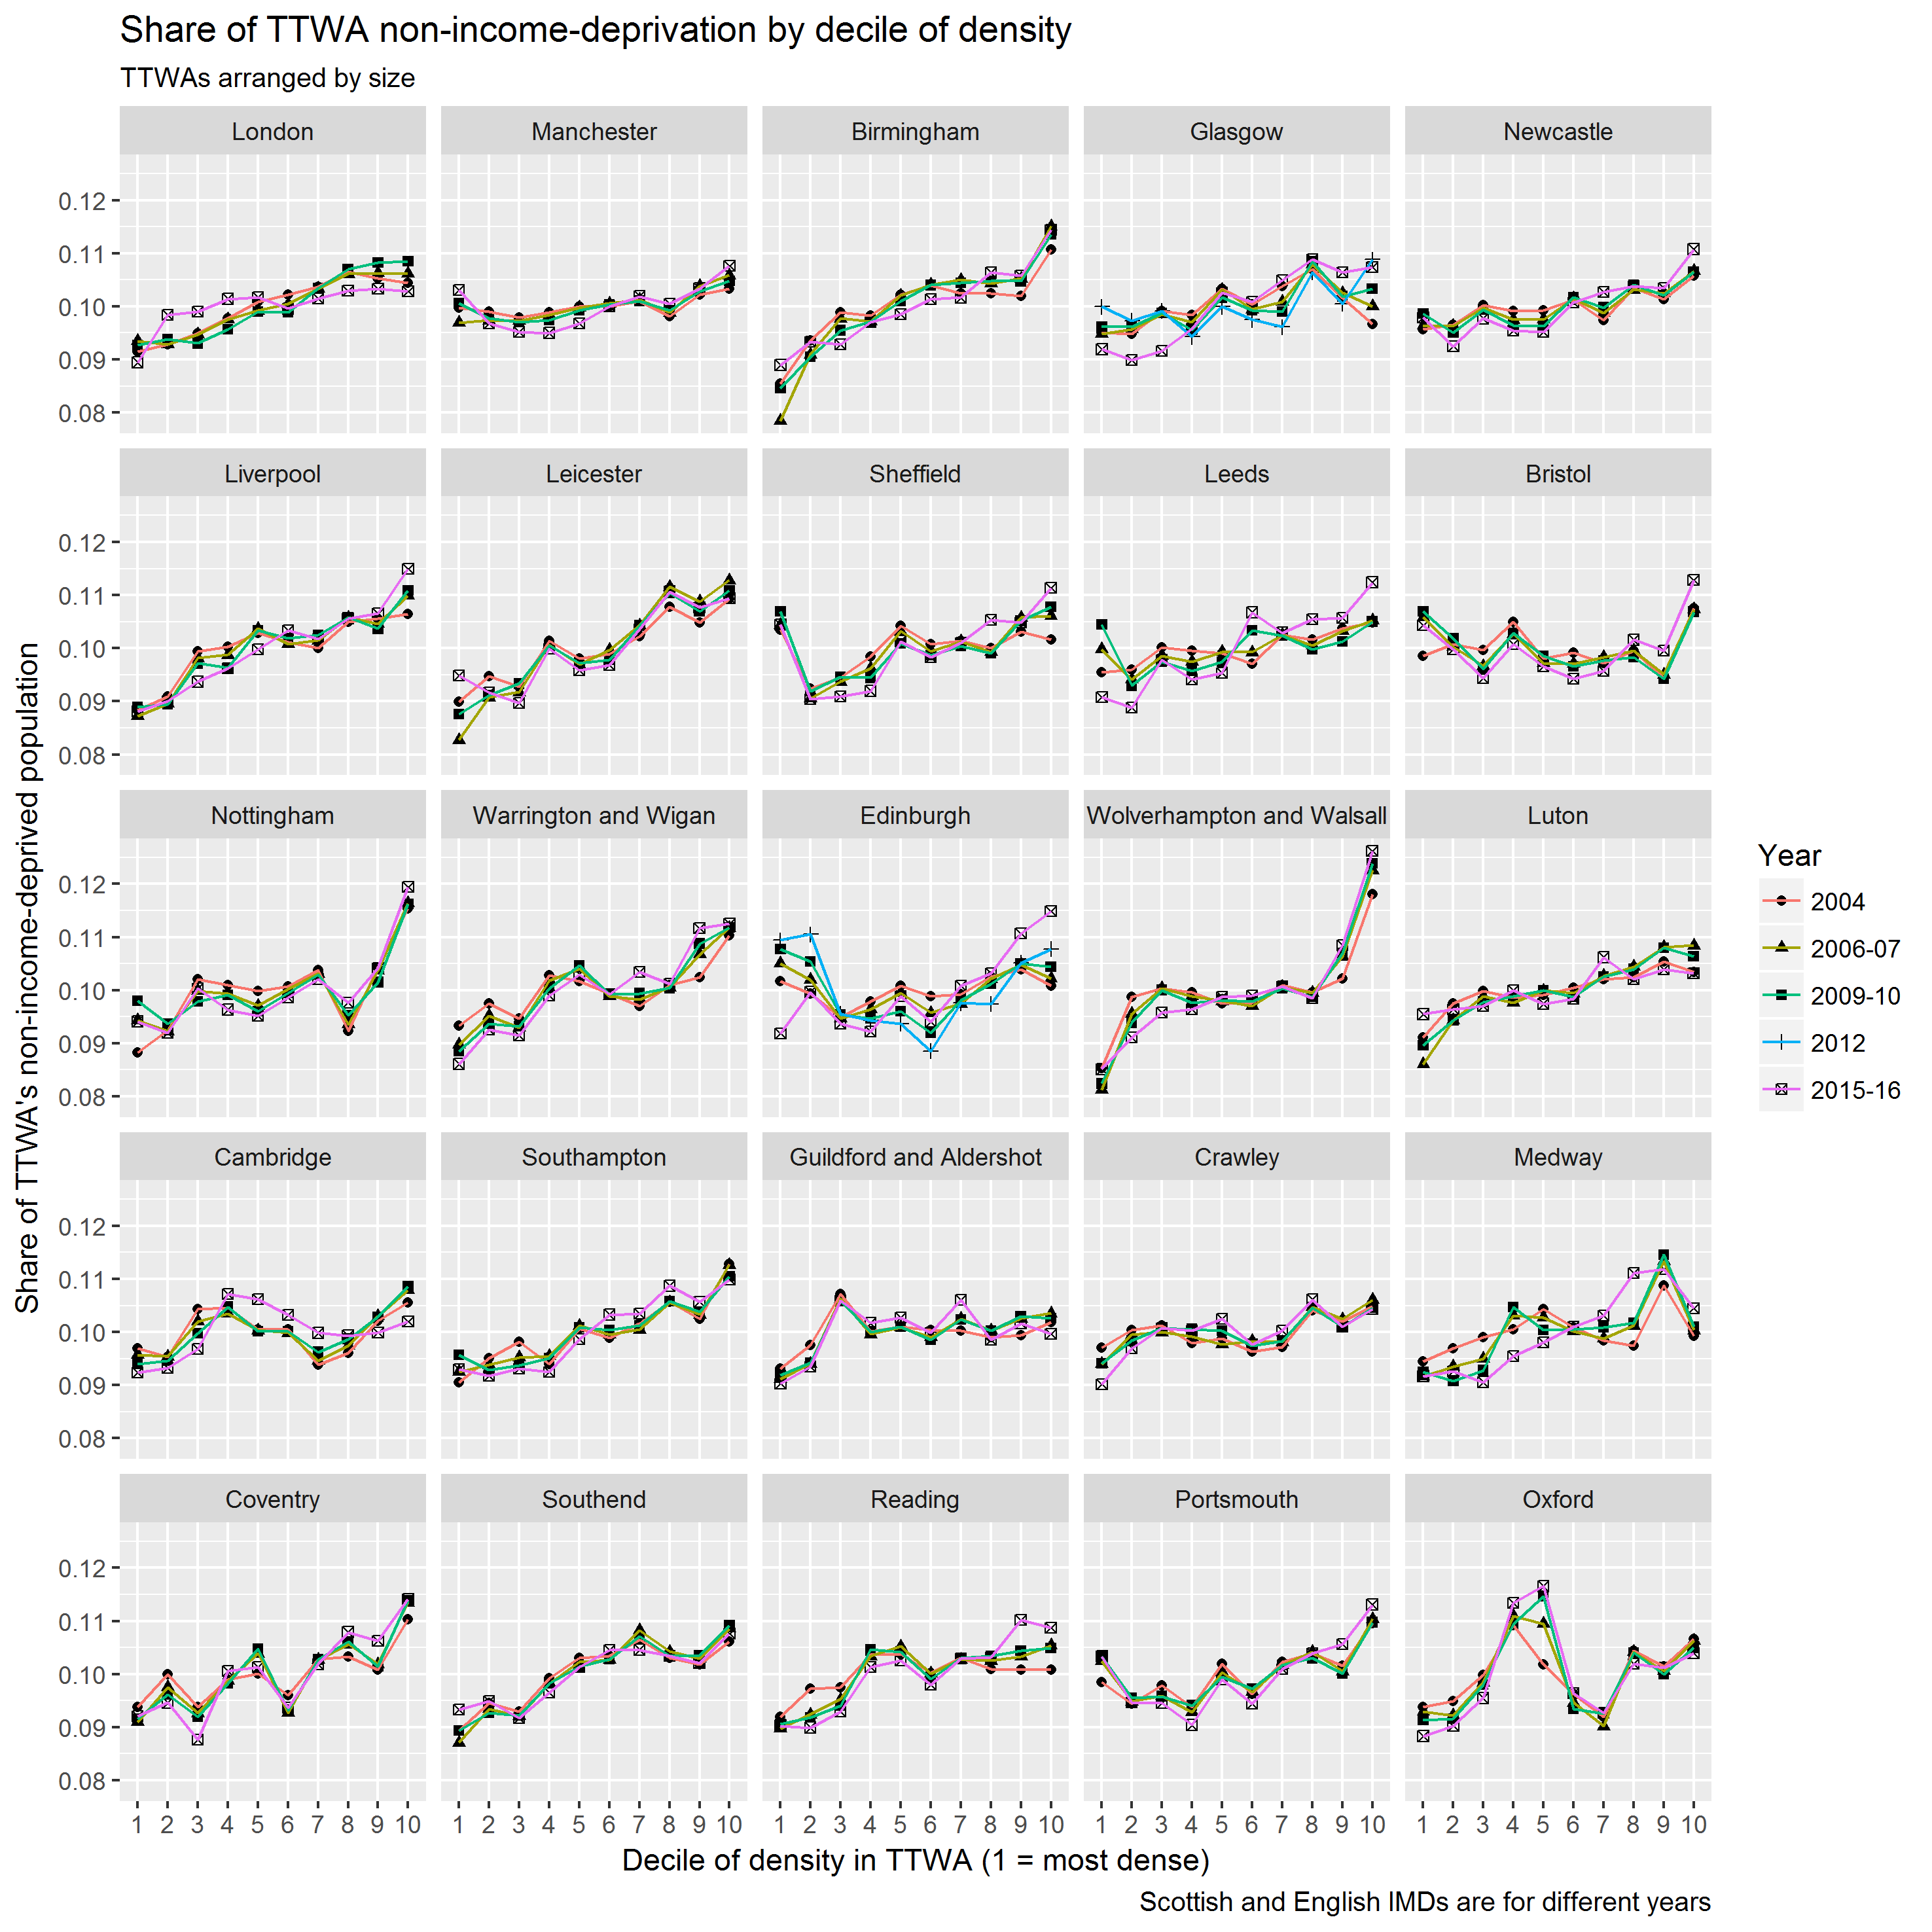 Share of TTWA non-income-deprivation by decile of density
TTWAs arranged by size
London Manchester Birmingham Glasgow Newcastle
0.12
0.11
0.10
0.09
0.08
Liverpool Leicester Sheffield Leeds Bristol
0.12
0.11
0.10
0.09
0.08
Nottingham Warrington and Wigan Edinburgh Wolverhampton and Walsall Luton
0.12
0.11
0.10
0.09
0.08
Cambridge Southampton Guildford and Aldershot Crawley Medway
0.12
0.11
0.10
0.09
0.08
Coventry Southend Reading Portsmouth Oxford
0.12
0.11
0.10
0.09
0.08
1 2 3 4 5 6 7 8 9 10 1 2 3 4 5 6 7 8 9 10 1 2 3 4 5 6 7 8 9 10 1 2 3 4 5 6 7 8 9 10 1 2 3 4 5 6 7 8 9 10
Share of TTWA's non-income-deprived population
Decile of density in TTWA (1 = most dense)
Scottish and English IMDs are for different years
Year
2004
2006-07
2009-10
2012
2015-16